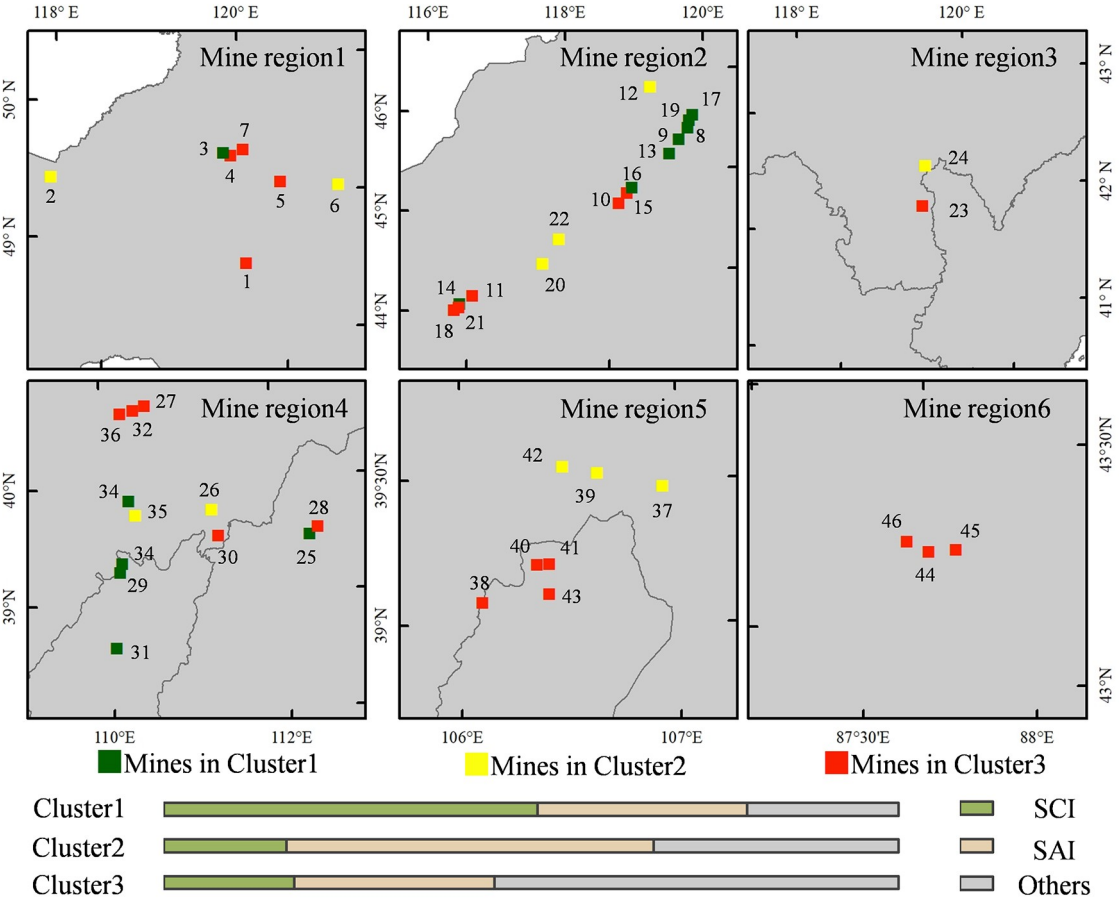 118° E
120° E
116°E
118°E
120°E
118° E
120° E
Mine region1
Mine region2
Mine region3
50° N
49° N
46°N
45°N
44°N
43° N
42° N
41° N
1
2
3
4
5
6
7
8
9
10
11
12
13
14
15
16
17
18
19
20
21
22
23
24
Mine region4
Mine region5
Mine region6
40°N
39°N
39°30N
39°N
43°30'N
43°N
25
26
27
28
29
30
31
32
34
34
35
36
37
38
39
40
41
42
43
44
45
46
110°E
112°E
106°E
107°E
87°30'E
88°E
Mines in Cluster1
Mines in Cluster2
Mines in Cluster3
Cluster1
SCI
Cluster2
SAI
Cluster3
Others